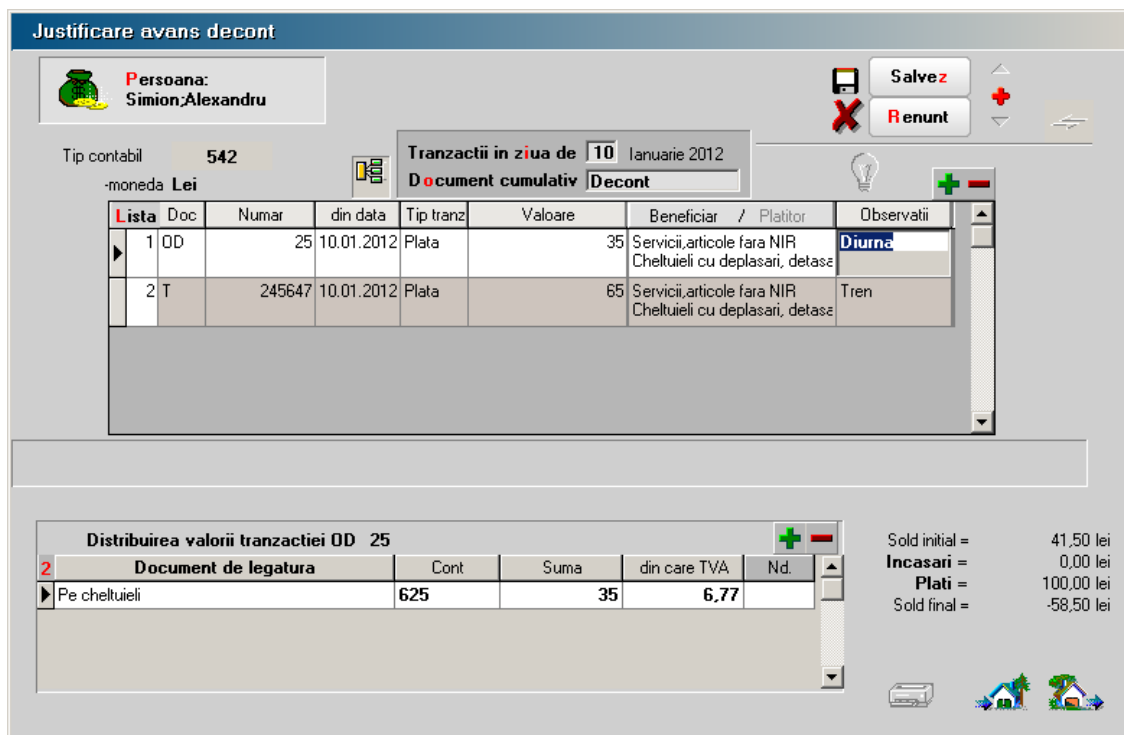 Justificare avans decont
Persoana:
Simion;Alexandru
Salvez
Renunt
Tip contabil 542
-moneda Lei
Tranzactii in ziua de 10 Ianuarie 2012
Document cumulativ Decont
Lista Doc Numar din data Tip tranz Valoare Beneficiar / Platitor Observatii
1 OD 25 10.01.2012 Plata 35 Servicii,articole fara NIR Diurna
Cheltuieli cu deplasari, detasa
2 T 245647 10.01.2012 Plata 65 Servicii,articole fara NIR Tren
Cheltuieli cu deplasari, detasa
Distribuirea valorii tranzactiei OD 25
2 Document de legatura Cont Suma din care TVA Nd.
Pe cheltuieli 625 35 6,77
Sold initial = 41,50 lei
Incasari = 0,00 lei
Plati = 100,00 lei
Sold final = -58,50 lei